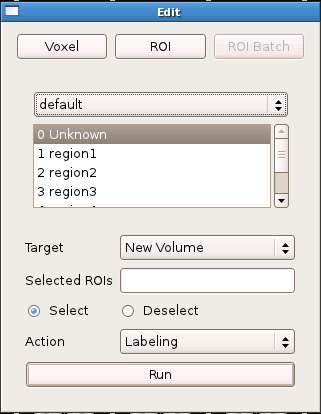 Edit
Voxel ROI ROI Batch
default
0 Unknown
1 region1
2 region2
3 region3
Target New Volume
Selected ROIs
Select Deselect
Action Labeling
Run